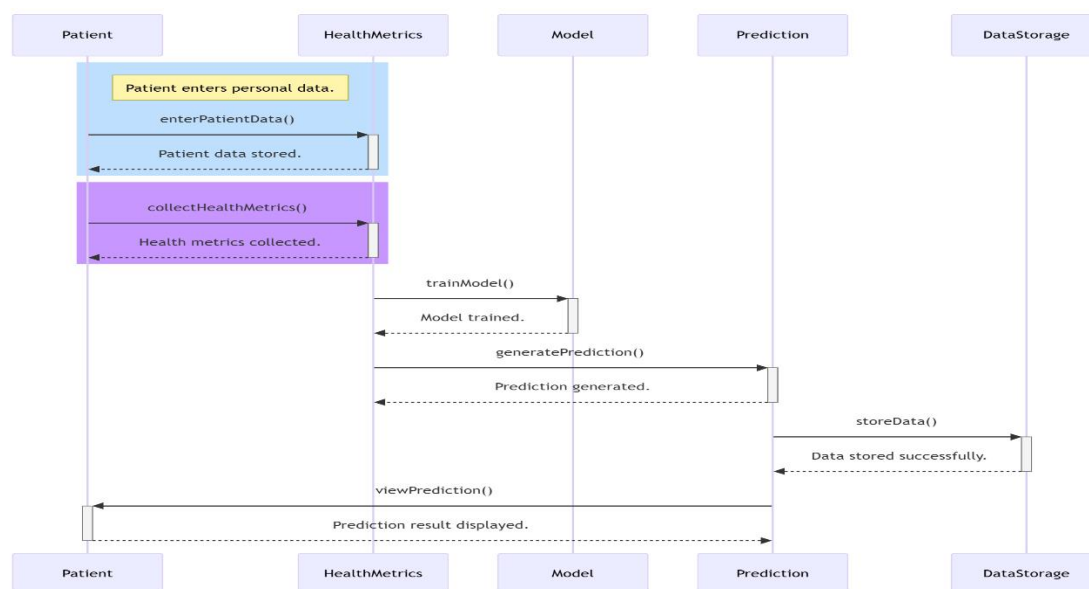 Patient
HealthMetrics
Model
Prediction
DataStorage
Patient enters personal data.
enterPatientData()
Patient data stored.
collectHealthMetrics()
Health metrics collected.
trainModel()
Model trained.
generatePrediction()
Prediction generated.
storeData()
Data stored successfully.
viewPrediction()
Prediction result displayed.
Patient
HealthMetrics
Model
Prediction
DataStorage